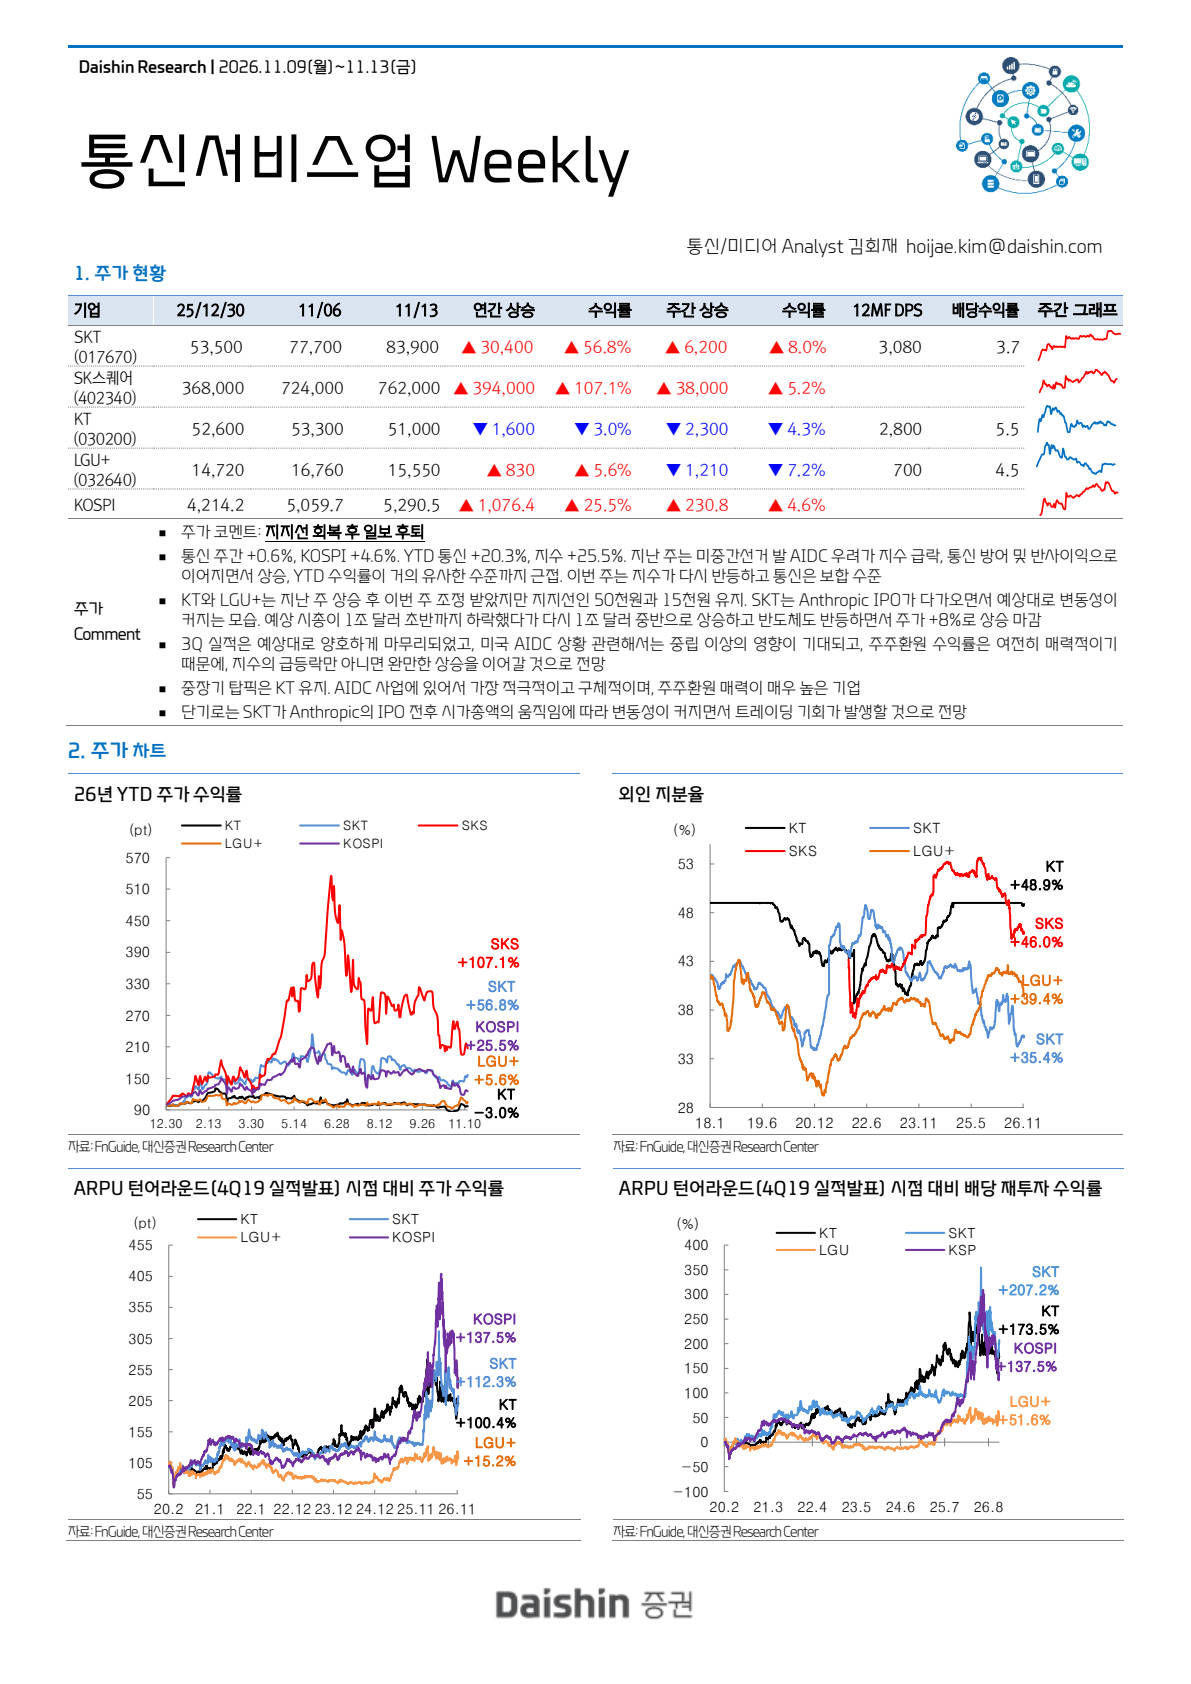 Daishin Research | 2026.11.09(월)~11.13(금)
통신서비스업 Weekly
통신/미디어 Analyst 김회재 hoijae.kim@daishin.com
1. 주가 현황
기업 25/12/30 11/06 11/13 연간 상승 수익률 주간 상승 수익률 12MF DPS 배당수익률 주간 그래프
SKT
(017670) 53,500 77,700 83,900 ▲ 30,400 ▲ 56.8% ▲ 6,200 ▲ 8.0% 3,080 3.7
SK스퀘어
(402340) 368,000 724,000 762,000 ▲ 394,000 ▲ 107.1% ▲ 38,000 ▲ 5.2%
KT
(030200) 52,600 53,300 51,000 ▼ 1,600 ▼ 3.0% ▼ 2,300 ▼ 4.3% 2,800 5.5
LGU+
(032640) 14,720 16,760 15,550 ▲ 830 ▲ 5.6% ▼ 1,210 ▼ 7.2% 700 4.5
KOSPI 4,214.2 5,059.7 5,290.5 ▲ 1,076.4 ▲ 25.5% ▲ 230.8 ▲ 4.6%
주가
Comment
▪ 주가 코멘트: 지지선 회복 후 일보 후퇴
▪ 통신 주간 +0.6%, KOSPI +4.6%. YTD 통신 +20.3%, 지수 +25.5%. 지난 주는 미중간선거 발 AIDC 우려가 지수 급락, 통신 방어 및 반사이익으로
이어지면서 상승, YTD 수익률이 거의 유사한 수준까지 근접. 이번 주는 지수가 다시 반등하고 통신은 보합 수준
▪ KT와 LGU+는 지난 주 상승 후 이번 주 조정 받았지만 지지선인 50천원과 15천원 유지. SKT는 Anthropic IPO가 다가오면서 예상대로 변동성이
커지는 모습. 예상 시총이 1조 달러 초반까지 하락했다가 다시 1조 달러 중반으로 상승하고 반도체도 반등하면서 주가 +8%로 상승 마감
▪ 3Q 실적은 예상대로 양호하게 마무리되었고, 미국 AIDC 상황 관련해서는 중립 이상의 영향이 기대되고, 주주환원 수익률은 여전히 매력적이기
때문에, 지수의 급등락만 아니면 완만한 상승을 이어갈 것으로 전망
▪ 중장기 탑픽은 KT 유지. AIDC 사업에 있어서 가장 적극적이고 구체적이며, 주주환원 매력이 매우 높은 기업
▪ 단기로는 SKT가 Anthropic의 IPO 전후 시가총액의 움직임에 따라 변동성이 커지면서 트레이딩 기회가 발생할 것으로 전망
2. 주가 차트
26년 YTD 주가 수익률
(pt)
KT SKT SKS
LGU+ KOSPI
570
510
450
390
330
270
210
150
90
SKS
+107.1%
SKT
+56.8%
KOSPI
+25.5%
LGU+
+5.6%
KT
−3.0%
12.30 2.13 3.30 5.14 6.28 8.12 9.26 11.10
자료: FnGuide, 대신증권 Research Center
외인 지분율
(%)
KT SKT
SKS LGU+
53
48
43
38
33
28
KT
+48.9%
SKS
+46.0%
LGU+
+39.4%
SKT
+35.4%
18.1 19.6 20.12 22.6 23.11 25.5 26.11
자료: FnGuide, 대신증권 Research Center
ARPU 턴어라운드(4Q19 실적발표) 시점 대비 주가 수익률
(pt)
KT SKT
LGU+ KOSPI
455
405
355
305
255
205
155
105
55
KOSPI
+137.5%
SKT
+112.3%
KT
+100.4%
LGU+
+15.2%
20.2 21.1 22.1 22.12 23.12 24.12 25.11 26.11
자료: FnGuide, 대신증권 Research Center
ARPU 턴어라운드(4Q19 실적발표) 시점 대비 배당 재투자 수익률
(%)
KT SKT
LGU KSP
400
350
300
250
200
150
100
50
0
−50
−100
SKT
+207.2%
KT
+173.5%
KOSPI
+137.5%
LGU+
+51.6%
20.2 21.3 22.4 23.5 24.6 25.7 26.8
자료: FnGuide, 대신증권 Research Center
Daishin 증권